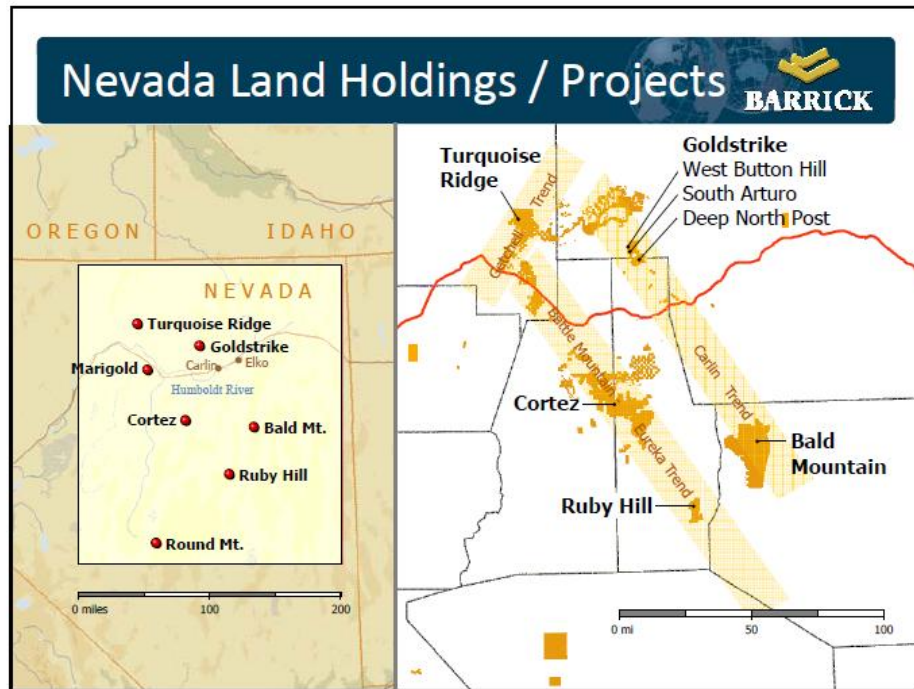 Nevada Land Holdings / Projects
BARRICK
OREGON
IDAHO
NEVADA
Turquoise Ridge
Goldstrike
Marigold
Carlin
Elko
Humboldt River
Cortez
Bald Mt.
Ruby Hill
Round Mt.
0 miles
100
200
Turquoise
Ridge
Goldstrike
West Button Hill
South Arturo
Deep North Post
Getchell Trend
Battle Mountain
Eureka Trend
Carlin Trend
Cortez
Bald
Mountain
Ruby Hill
0 mi
50
100